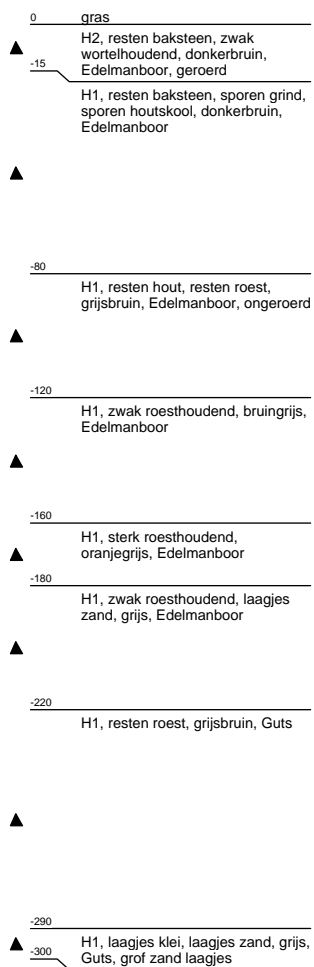 0 gras
H2, resten baksteen, zwak
wortelhoudend, donkerbruin,
Edelmanboor, geroerd
-15
H1, resten baksteen, sporen grind,
sporen houtskool, donkerbruin,
Edelmanboor
-80
H1, resten hout, resten roest,
grijsbruin, Edelmanboor, ongeroerd
-120
H1, zwak roesthoudend, bruingrijs,
Edelmanboor
-160
H1, sterk roesthoudend,
oranjegrijs, Edelmanboor
-180
H1, zwak roesthoudend, laagjes
zand, grijs, Edelmanboor
-220
H1, resten roest, grijsbruin, Guts
-290
H1, laagjes klei, laagjes zand, grijs,
-300 Guts, grof zand laagjes